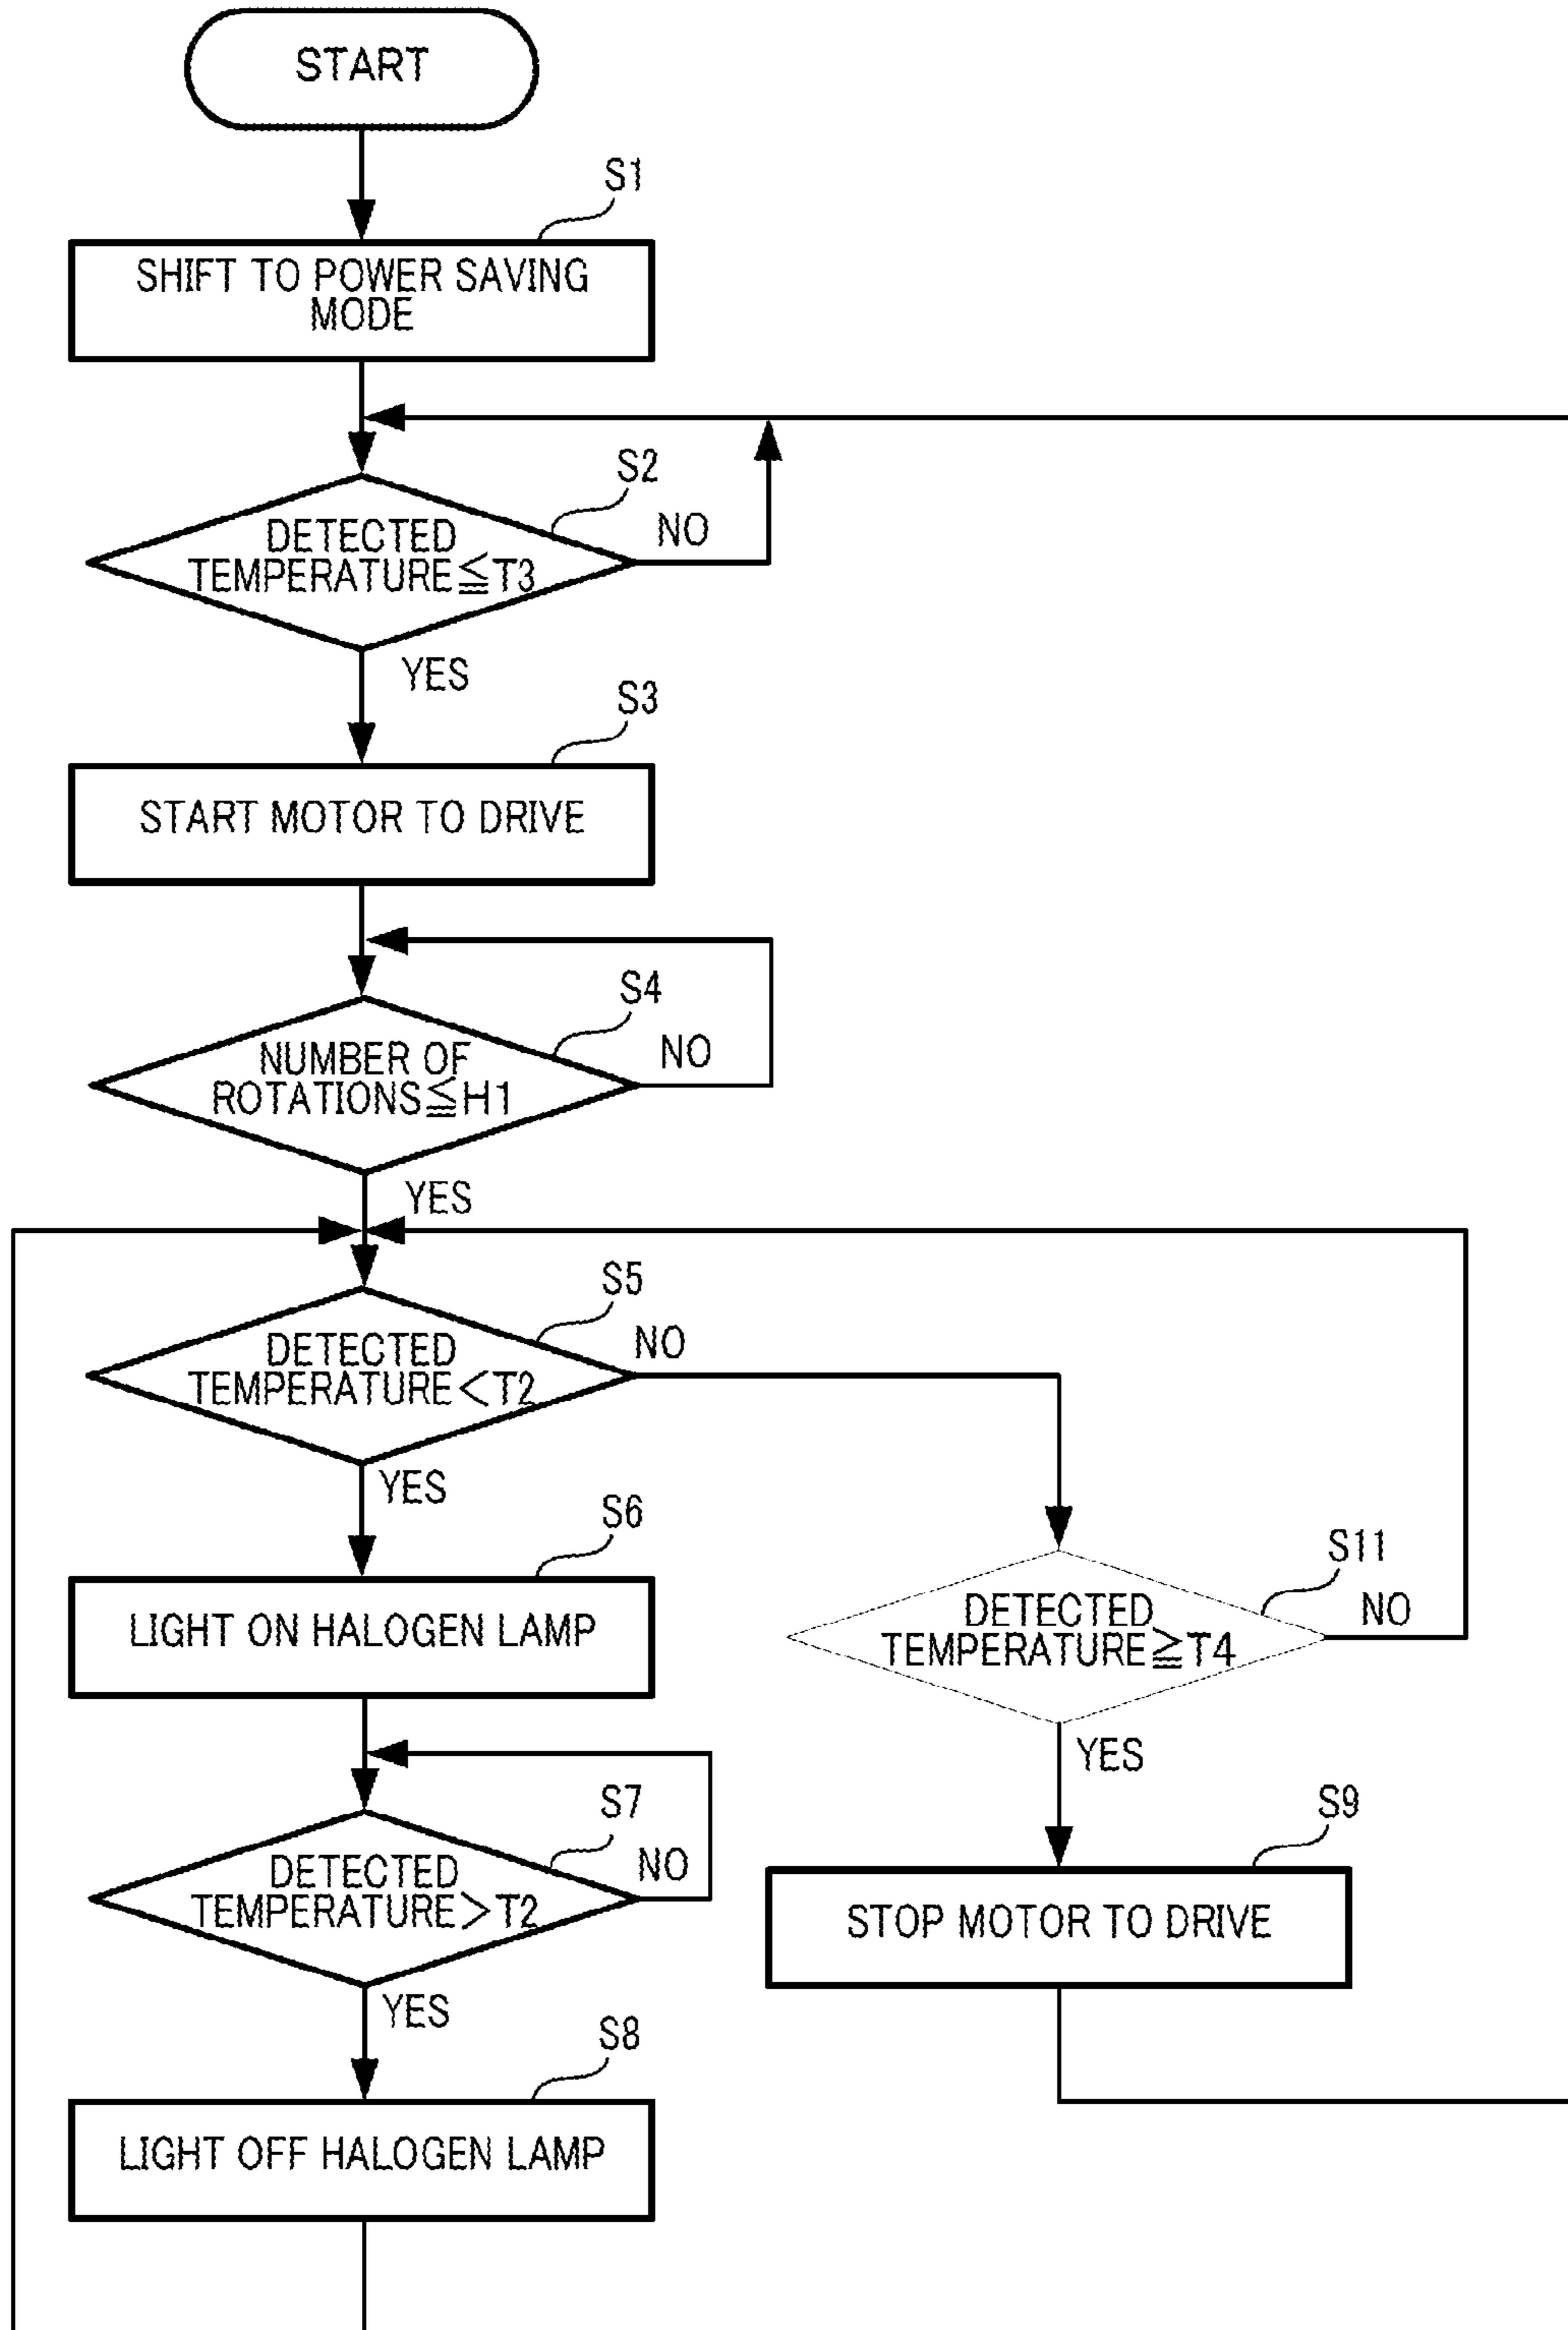 START
S1
SHIFT TO POWER SAVING
MODE
S2
DETECTED
TEMPERATURE≦T3
NO
YES
S3
START MOTOR TO DRIVE
S4
NUMBER OF
ROTATIONS≦H1
NO
YES
S5
DETECTED
TEMPERATURE<T2
NO
YES
S6
LIGHT ON HALOGEN LAMP
S11
DETECTED
TEMPERATURE≧T4
NO
YES
S7
DETECTED
TEMPERATURE>T2
NO
YES
S9
STOP MOTOR TO DRIVE
S8
LIGHT OFF HALOGEN LAMP